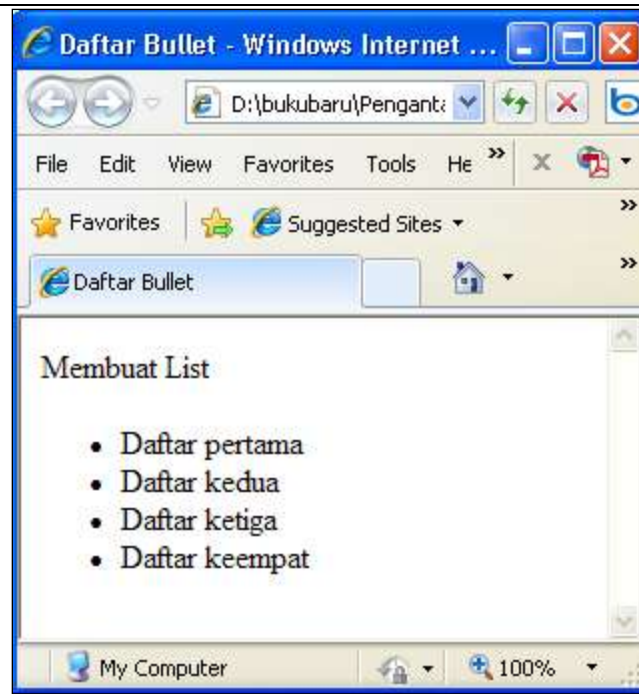 Daftar Bullet - Windows Internet ...
D:\bukubaru\Penganta
File Edit View Favorites Tools He »
Favorites Suggested Sites »
Daftar Bullet »
Membuat List
• Daftar pertama
• Daftar kedua
• Daftar ketiga
• Daftar keempat
My Computer 100%